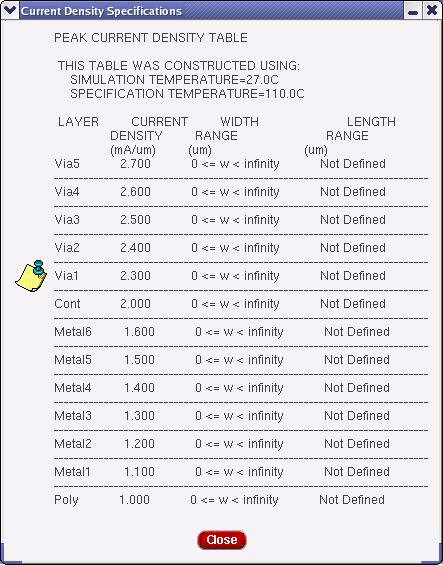 Current Density Specifications
PEAK CURRENT DENSITY TABLE
THIS TABLE WAS CONSTRUCTED USING:
SIMULATION TEMPERATURE=27.0C
SPECIFICATION TEMPERATURE=110.0C
LAYER CURRENT WIDTH LENGTH
DENSITY RANGE RANGE
(mA/um) (um) (um)
Via5 2.700 0 <= w < infinity Not Defined
Via4 2.600 0 <= w < infinity Not Defined
Via3 2.500 0 <= w < infinity Not Defined
Via2 2.400 0 <= w < infinity Not Defined
Via1 2.300 0 <= w < infinity Not Defined
Cont 2.000 0 <= w < infinity Not Defined
Metal6 1.600 0 <= w < infinity Not Defined
Metal5 1.500 0 <= w < infinity Not Defined
Metal4 1.400 0 <= w < infinity Not Defined
Metal3 1.300 0 <= w < infinity Not Defined
Metal2 1.200 0 <= w < infinity Not Defined
Metal1 1.100 0 <= w < infinity Not Defined
Poly 1.000 0 <= w < infinity Not Defined
Close